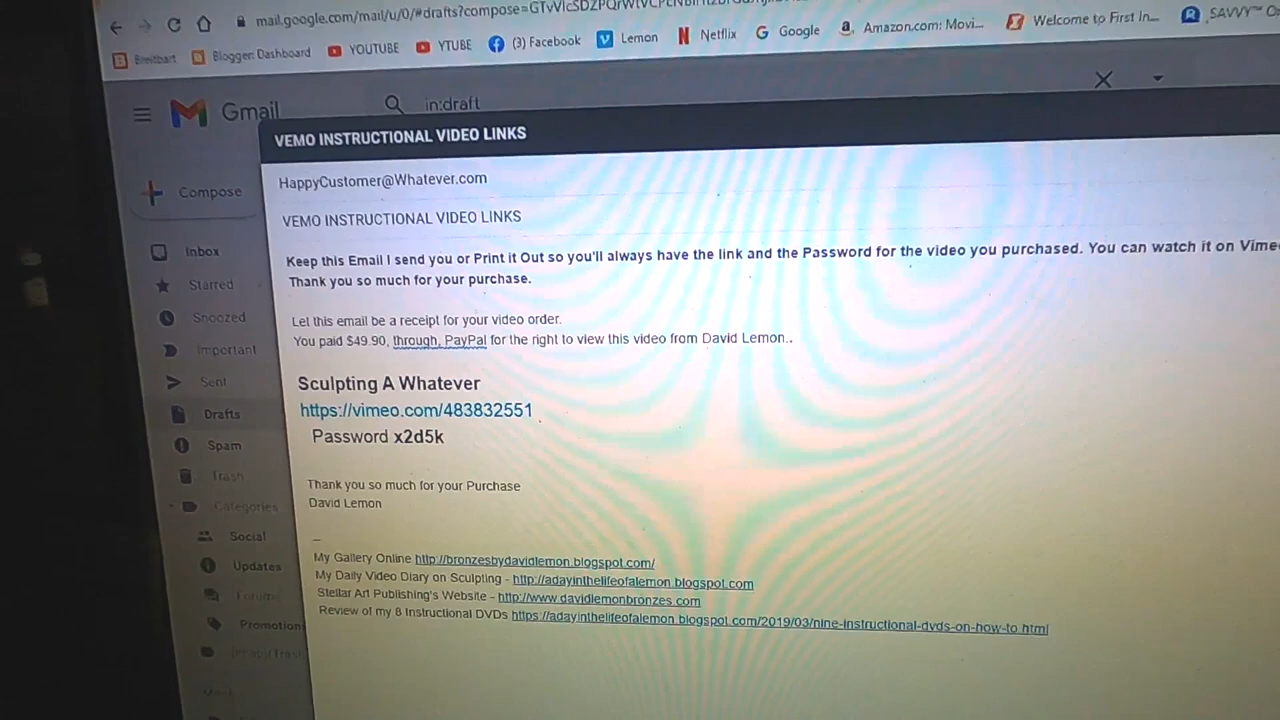 mail.google.com/mail/u/0/#drafts?compose=
Breitbart Blogger: Dashboard YOUTUBE YTUBE (3) Facebook Lemon Netflix Google Amazon.com: Movi... Welcome to First In... SAVVY™
Gmail in:draft
VEMO INSTRUCTIONAL VIDEO LINKS
HappyCustomer@Whatever.com
VEMO INSTRUCTIONAL VIDEO LINKS
Keep this Email I send you or Print it Out so you'll always have the link and the Password for the video you purchased. You can watch it on Vime
Thank you so much for your purchase.
Let this email be a receipt for your video order.
You paid $49.90, through, PayPal for the right to view this video from David Lemon..
Sculpting A Whatever
https://vimeo.com/483832551
Password x2d5k
Thank you so much for your Purchase
David Lemon
--
My Gallery Online http://bronzesbydavidlemon.blogspot.com/
My Daily Video Diary on Sculpting - http://adayinthelifeofalemon.blogspot.com
Stellar Art Publishing's Website - http://www.davidlemonbronzes.com
Review of my 8 Instructional DVDs https://adayinthelifeofalemon.blogspot.com/2019/03/nine-instructional-dvds-on-how-to.html
Compose
Inbox
Starred
Snoozed
Important
Sent
Drafts
Spam
Trash
Categories
Social
Updates
Forums
Promotion